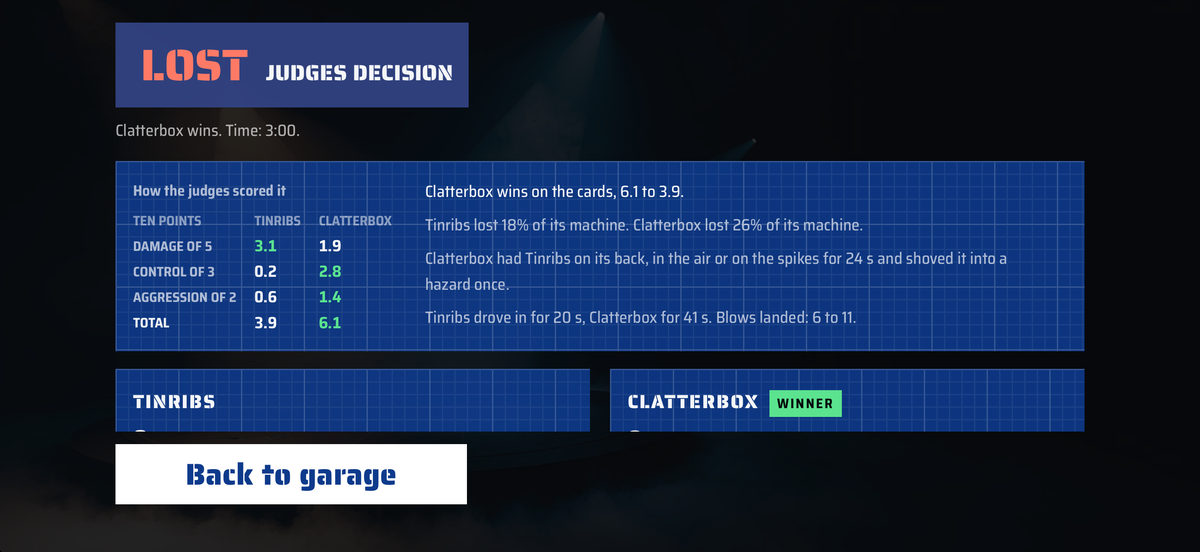 LOST JUDGES DECISION
Clatterbox wins. Time: 3:00.
How the judges scored it
TEN POINTS TINRIBS CLATTERBOX
DAMAGE OF 5 3.1 1.9
CONTROL OF 3 0.2 2.8
AGGRESSION OF 2 0.6 1.4
TOTAL 3.9 6.1
Clatterbox wins on the cards, 6.1 to 3.9.
Tinribs lost 18% of its machine. Clatterbox lost 26% of its machine.
Clatterbox had Tinribs on its back, in the air or on the spikes for 24 s and shoved it into a
hazard once.
Tinribs drove in for 20 s, Clatterbox for 41 s. Blows landed: 6 to 11.
TINRIBS
CLATTERBOX WINNER
Back to garage